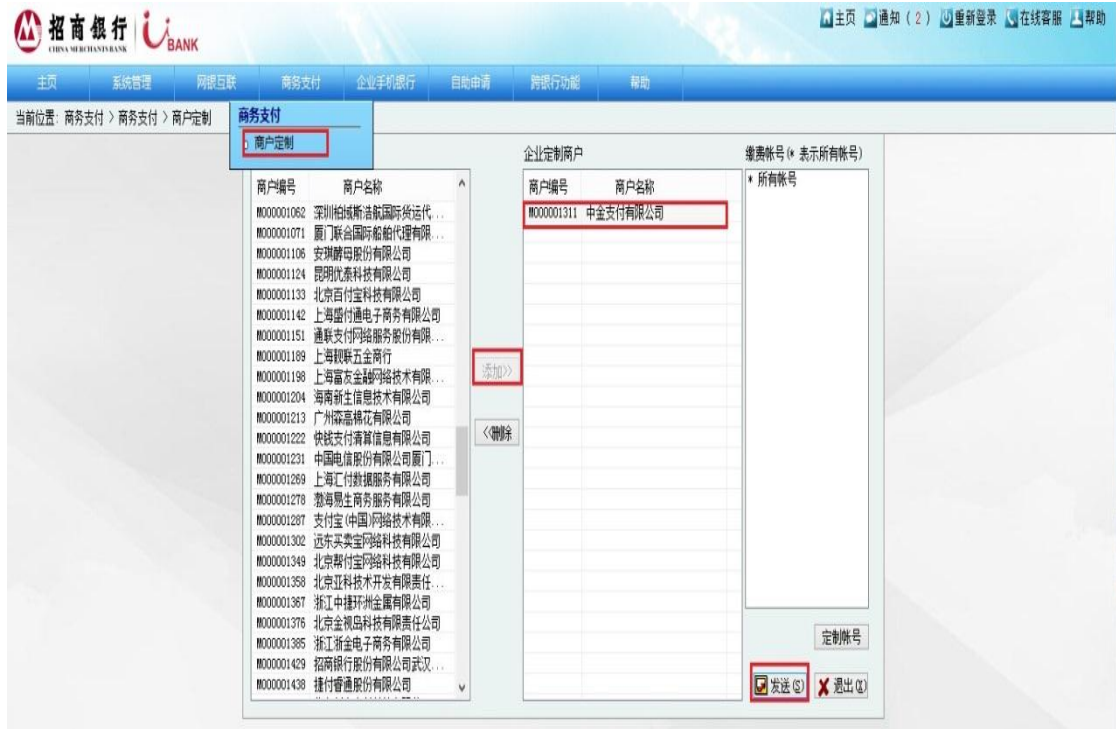 招商银行
CHINA MERCHANTS BANK
BANK
主页 通知（2） 重新登录 在线客服 帮助
主页 系统管理 网银互联 商务支付 企业手机银行 自助申请 跨银行功能 帮助
当前位置: 商务支付 > 商务支付 > 商户定制
商务支付
商户定制
商户编号 商户名称
M000001062 深圳柏域斯浩航国际货运代...
M000001071 厦门联合国际船舶代理有限...
M000001106 安琪酵母股份有限公司
M000001124 昆明优泰科技有限公司
M000001133 北京百付宝科技有限公司
M000001142 上海盛付通电子商务有限公司
M000001151 通联支付网络服务股份有限...
M000001189 上海靓联五金商行
M000001198 上海富友金融网络技术有限...
M000001204 海南新生信息技术有限公司
M000001213 广州森高棉花有限公司
M000001222 快钱支付清算信息有限公司
M000001231 中国电信股份有限公司厦门...
M000001269 上海汇付数据服务有限公司
M000001278 渤海易生商务服务有限公司
M000001287 支付宝(中国)网络技术有限...
M000001302 远东买卖宝网络科技有限公司
M000001349 北京帮付宝网络科技有限公司
M000001358 北京亚科技术开发有限责任...
M000001367 浙江中捷环洲金属有限公司
M000001376 北京金视岛科技有限责任公司
M000001385 浙江浙金电子商务有限公司
M000001429 招商银行股份有限公司武汉...
M000001438 捷付睿通股份有限公司
添加>>
<<删除
企业定制商户
商户编号 商户名称
M000001311 中金支付有限公司
缴费帐号(* 表示所有帐号)
* 所有帐号
定制帐号
发送(S) 退出(X)